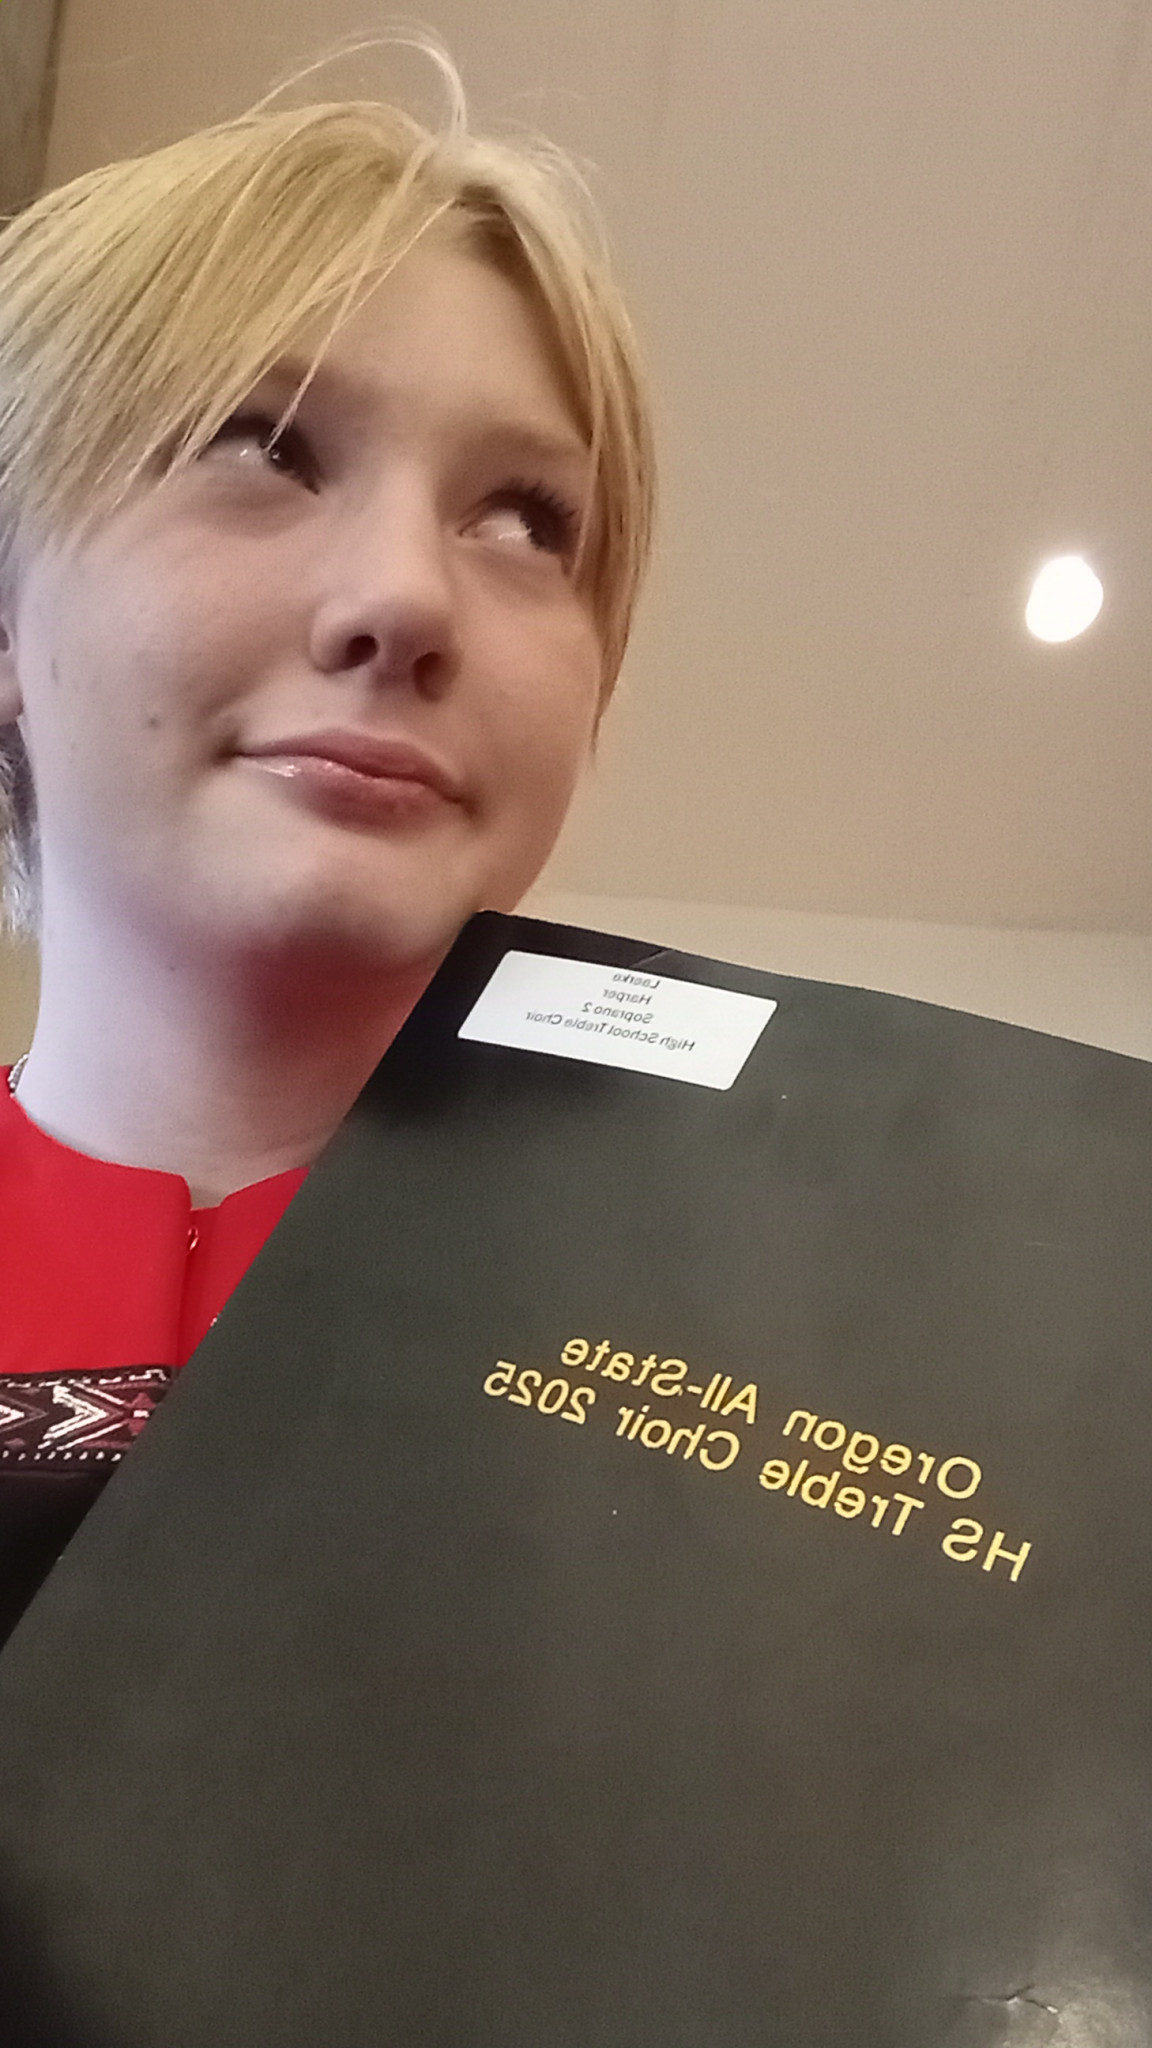 Laerke
Harper
Soprano 2
High School Treble Choir
Oregon All-State
HS Treble Choir 2025